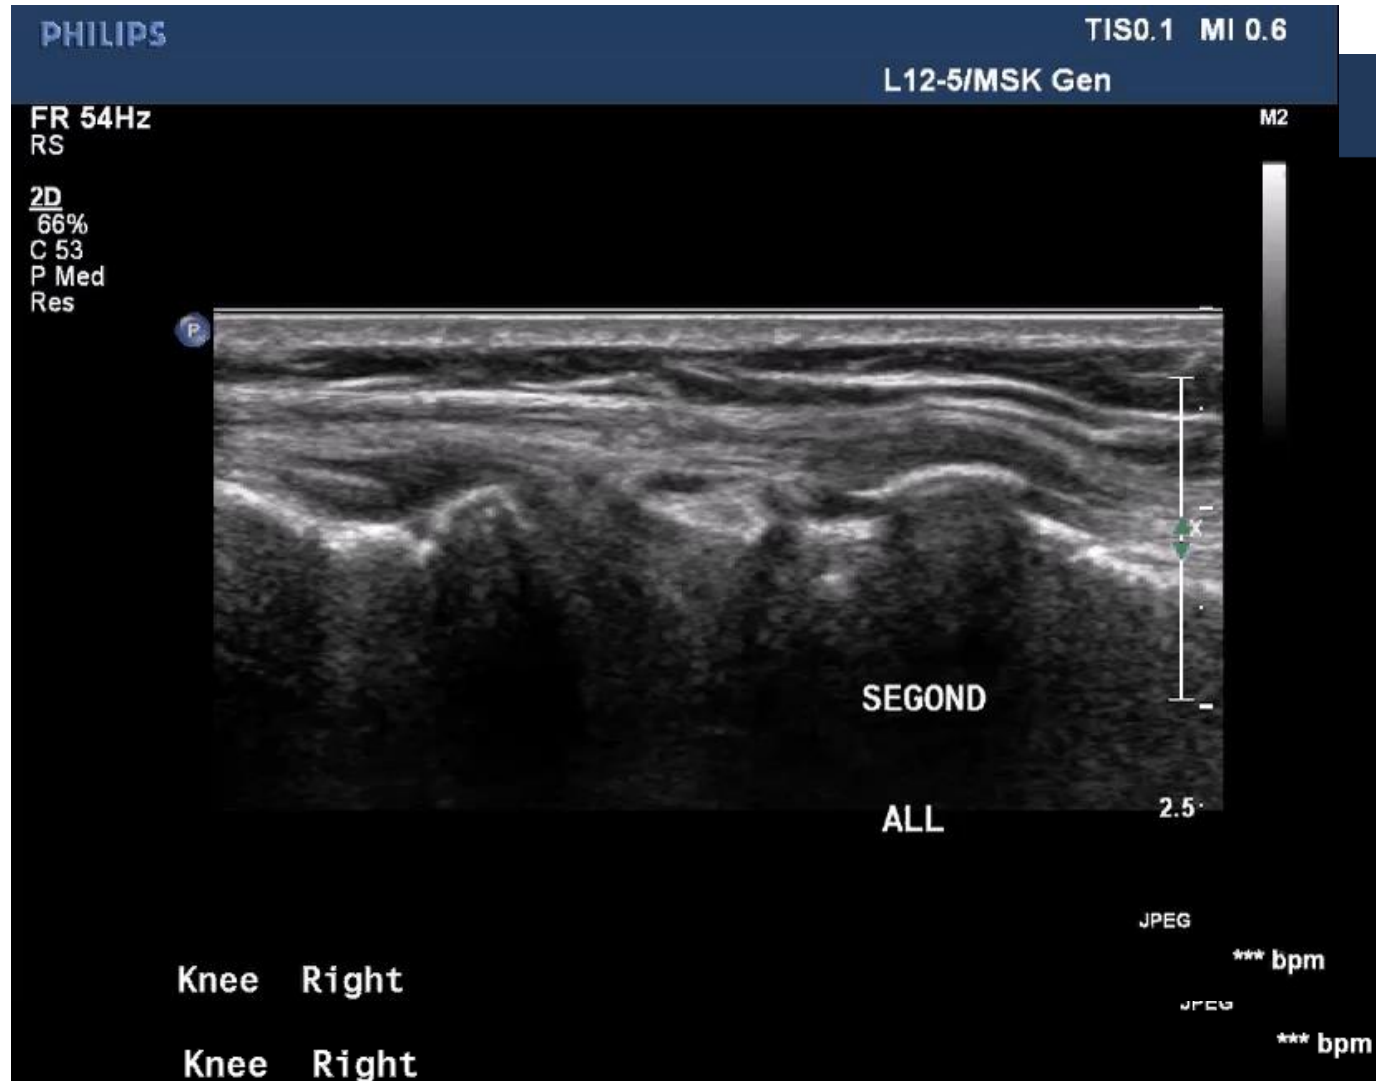 PHILIPS
TIS0.1 MI 0.6
L12-5/MSK Gen
FR 54Hz
RS
M2
2D
66%
C 53
P Med
Res
P
x
SEGOND
2.5
ALL
JPEG
*** bpm
Knee Right
JPEG
*** bpm
Knee Right